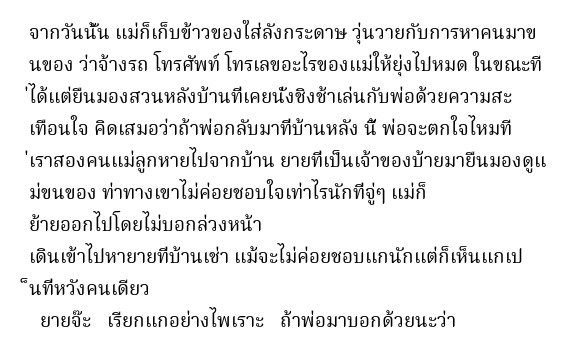 จากวันนั้น แม่ก็เก็บข้าวของใส่ลังกระดาษ วุ่นวายกับการหาคนมาข
นของ ว่าจ้างรถ โทรศัพท์ โทรเลขอะไรของแม่ให้ยุ่งไปหมด ในขณะที
่ได้แต่ยืนมองสวนหลังบ้านที่เคยนั่งชิงช้าเล่นกับพ่อด้วยความสะ
เทือนใจ คิดเสมอว่าถ้าพ่อกลับมาที่บ้านหลัง นี้ พ่อจะตกใจไหมที
่เราสองคนแม่ลูกหายไปจากบ้าน ยายที่เป็นเจ้าของบ้ายมายืนมองดูแ
ม่ขนของ ท่าทางเขาไม่ค่อยชอบใจเท่าไรนักที่จู่ๆ แม่ก็
ย้ายออกไปโดยไม่บอกล่วงหน้า
เดินเข้าไปหายายที่บ้านเช่า แม้จะไม่ค่อยชอบแกนักแต่ก็เห็นแกเป
็นที่หวังคนเดียว
ยายจ๊ะ เรียกแกอย่างไพเราะ ถ้าพ่อมาบอกด้วยนะว่า